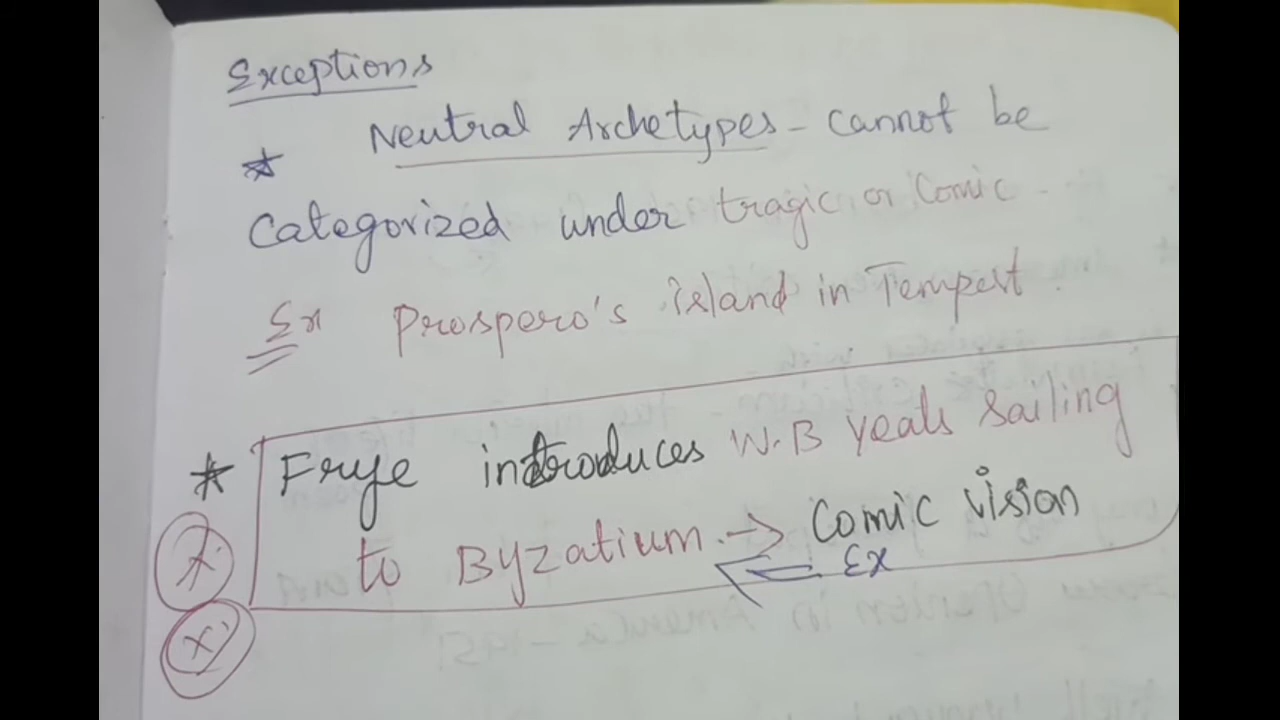 Exceptions
* Neutral Archetypes - cannot be
Categorized under tragic or Comic.
Ex Prospero's island in Tempest.
* Frye introduces W.B Yeats Sailing
to Byzatium. → Comic vision
Ex